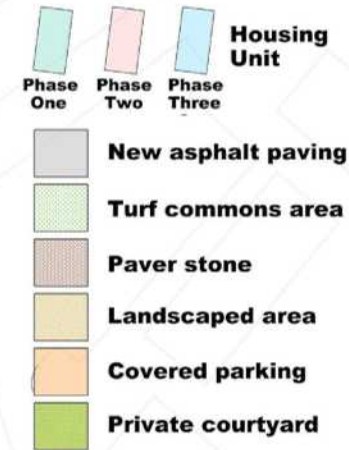 Housing
Unit
Phase
One
Phase
Two
Phase
Three
New asphalt paving
Turf commons area
Paver stone
Landscaped area
Covered parking
Private courtyard